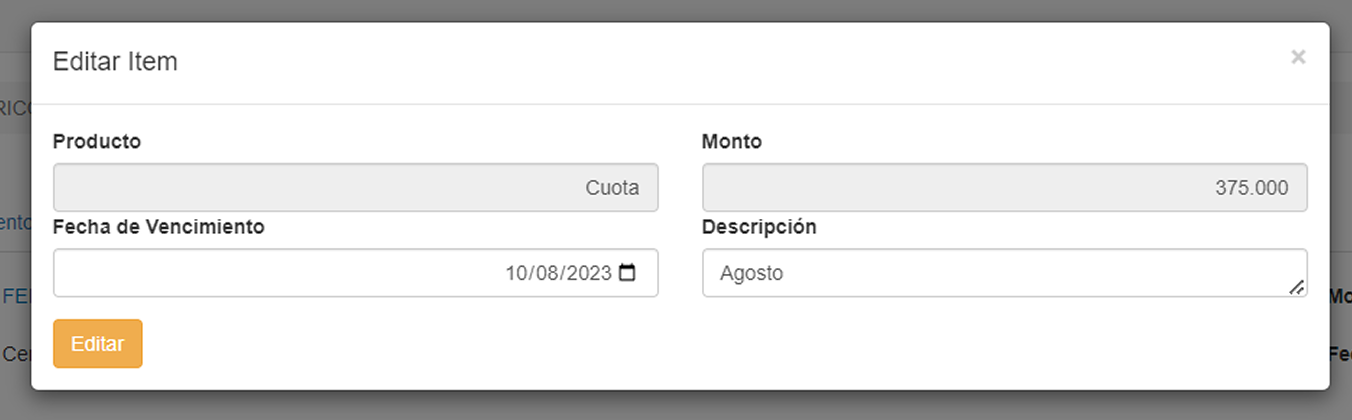 Editar Item
×
Producto
Monto
Cuota
375.000
Fecha de Vencimiento
Descripción
10/08/2023
Agosto
Editar